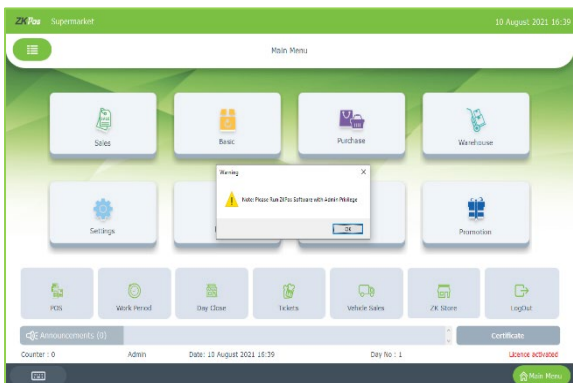 ZKPos Supermarket 10 August 2021 16:39
Main Menu
Sales Basic Purchase Warehouse
Warning X
Note: Please Run ZKPos Software with Admin Privilege
OK
Settings Promotion
POS Work Period Day Close Tickets Vehicle Sales ZK Store LogOut
Announcements (0) Certificate
Counter : 0 Admin Date: 10 August 2021 16:39 Day No : 1 Licence activated
Main Menu